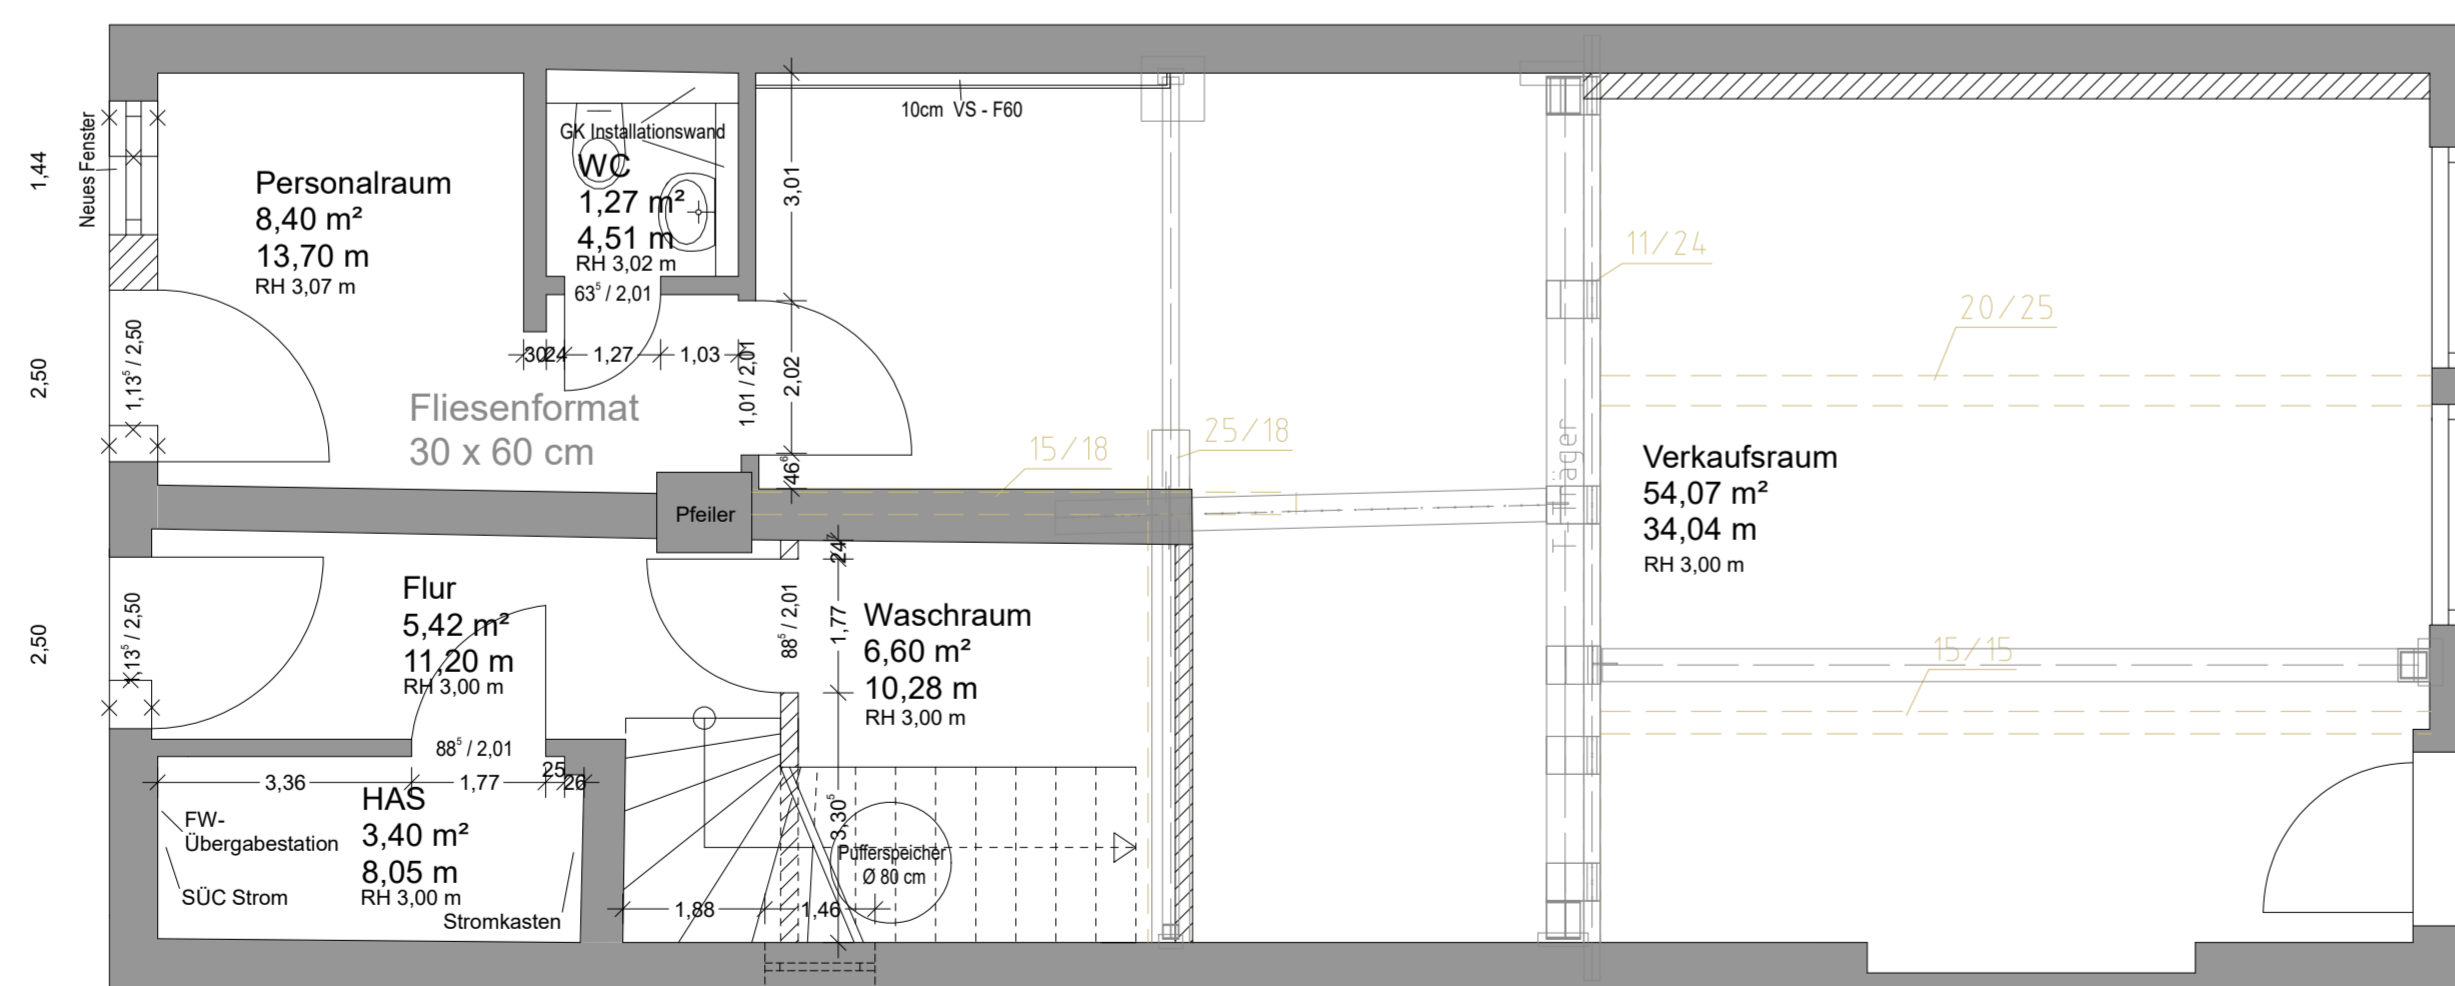 10cm VS - F60
Neues Fenster
1,44
2,50
2,50
Personalraum
8,40 m²
13,70 m
RH 3,07 m
GK Installationswand
WC
1,27 m²
4,51 m
RH 3,02 m
63⁵ / 2,01
3,01
11/24
20/25
1,13⁵ / 2,50
30
24
1,27
1,03
1,01 / 2,01
2,02
Fliesenformat
30 x 60 cm
46⁶
15/18
25/18
Träger
Verkaufsraum
54,07 m²
34,04 m
RH 3,00 m
Pfeiler
Flur
5,42 m²
11,20 m
RH 3,00 m
1,13⁵ / 2,50
88⁵ / 2,01
1,77
Waschraum
6,60 m²
10,28 m
RH 3,00 m
15/15
88⁵ / 2,01
3,36
1,77
25
26
HAS
3,40 m²
8,05 m
RH 3,00 m
FW-
Übergabestation
SÜC Strom
Stromkasten
3,30⁵
Pufferspeicher
Ø 80 cm
1,88
1,46